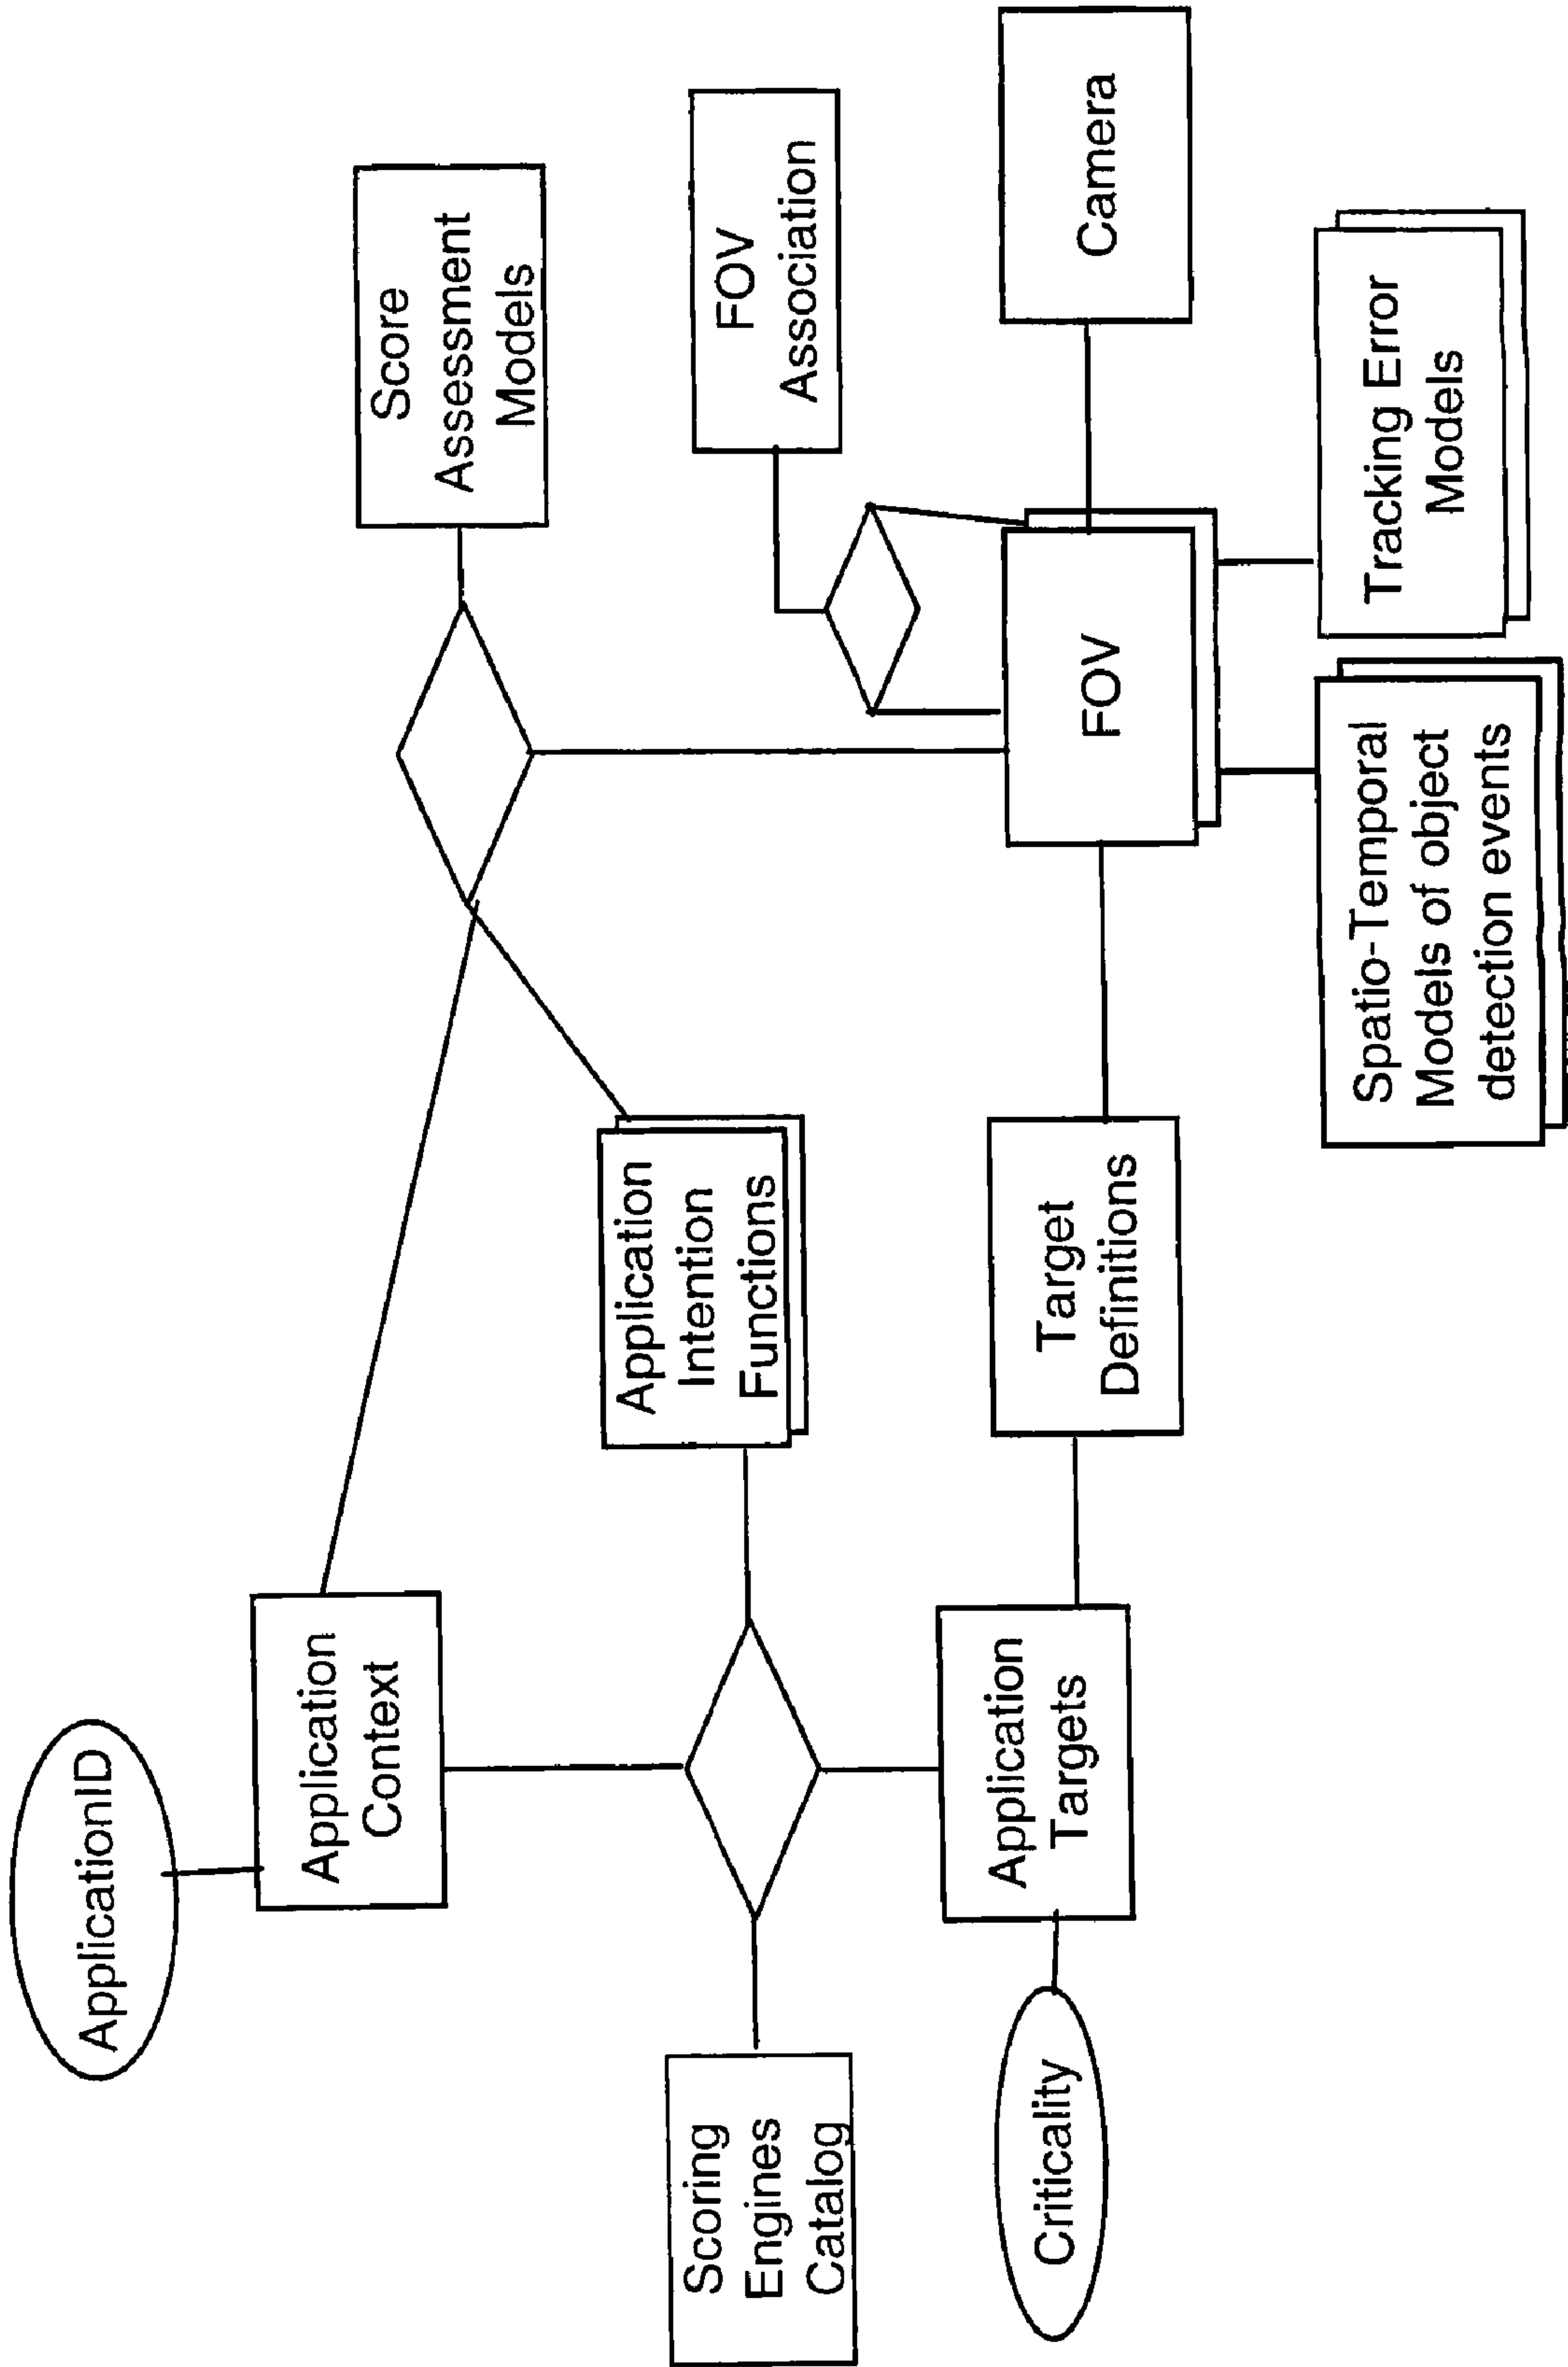 ApplicationID
Application
Context
Score
Assessment
Models
Scoring
Engines
Catalog
Application
Intention
Functions
FOV
Association
Criticality
Application
Targets
Target
Definitions
FOV
Camera
Spatio-Temporal
Models of object
detection events
Tracking Error
Models